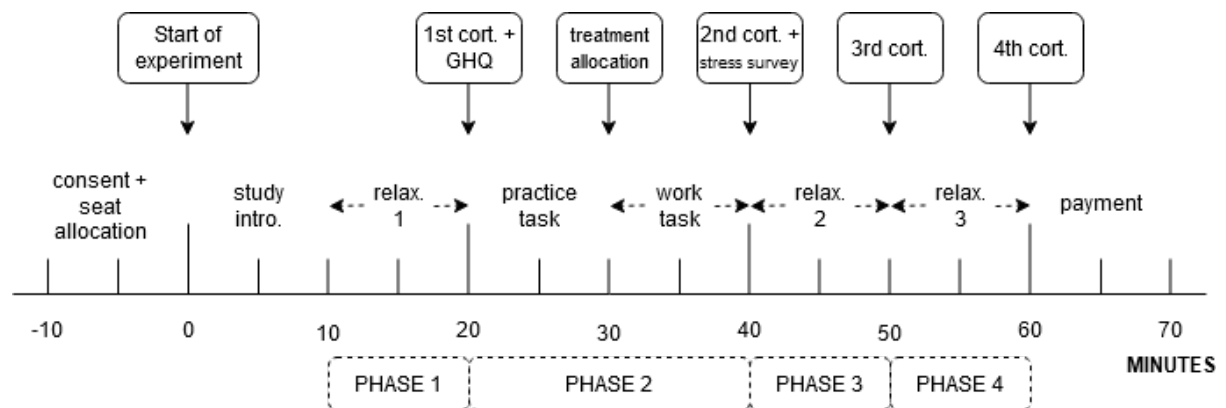 Start of
experiment
1st cort. +
GHQ
treatment
allocation
2nd cort. +
stress survey
3rd cort.
4th cort.
consent +
seat
allocation
study
intro.
relax.
1
practice
task
work
task
relax.
2
relax.
3
payment
-10
0
10
20
30
40
50
60
70
MINUTES
PHASE 1
PHASE 2
PHASE 3
PHASE 4